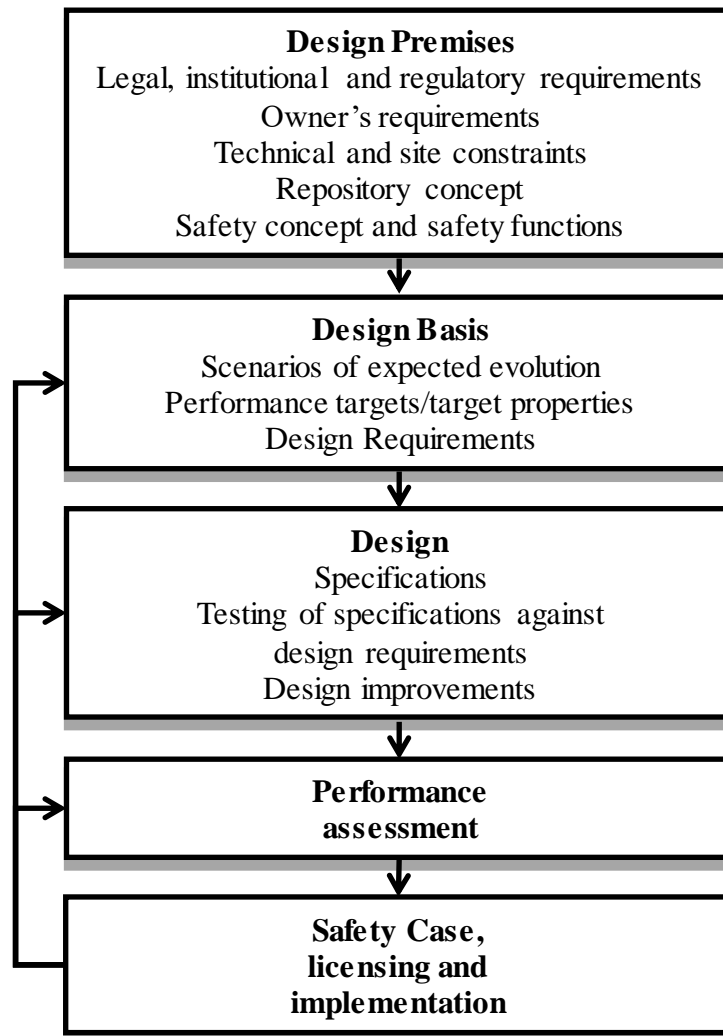 Design Premises
Legal, institutional and regulatory requirements
Owner's requirements
Technical and site constraints
Repository concept
Safety concept and safety functions
Design Basis
Scenarios of expected evolution
Performance targets/target properties
Design Requirements
Design
Specifications
Testing of specifications against
design requirements
Design improvements
Performance
assessment
Safety Case,
licensing and
implementation